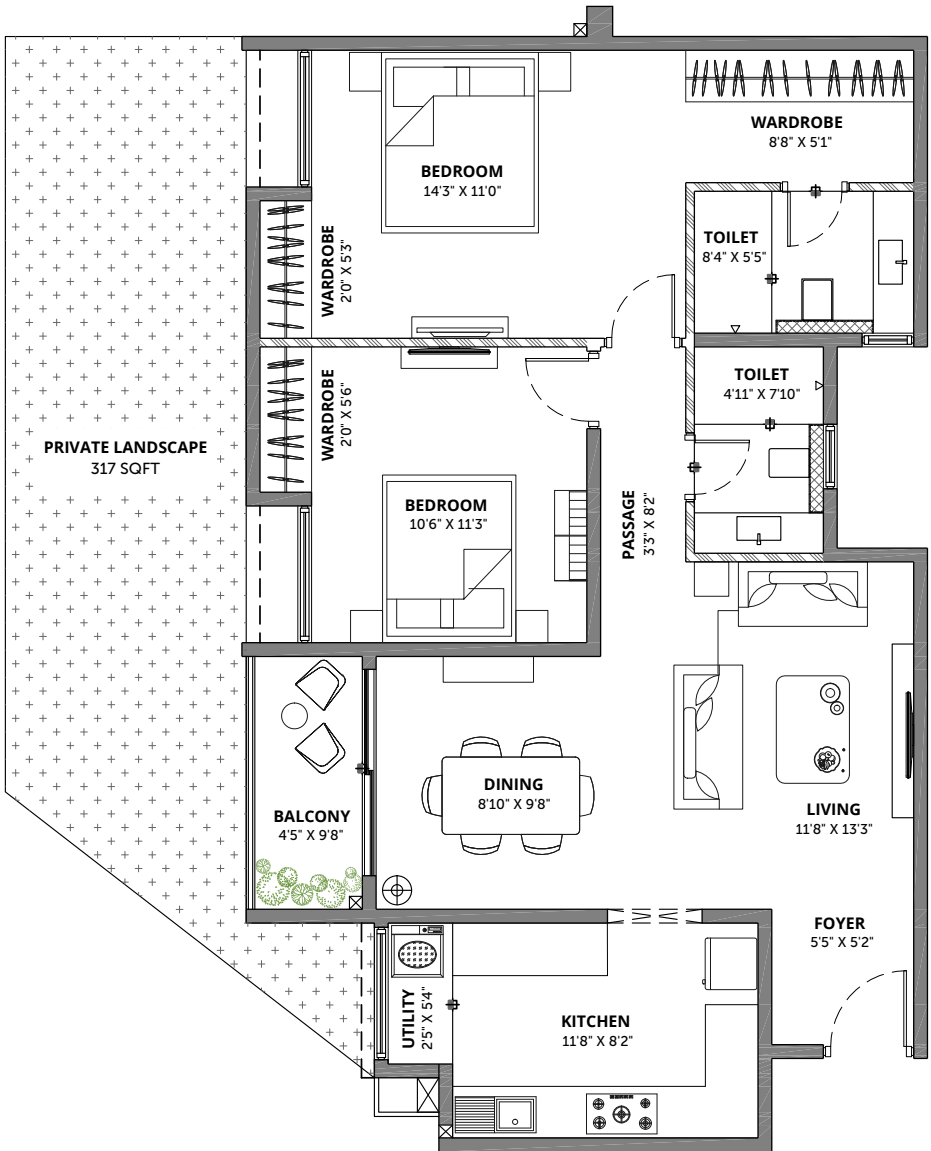 WARDROBE
8'8" X 5'1"
BEDROOM
14'3" X 11'0"
TOILET
8'4" X 5'5"
WARDROBE
2'0" X 5'3"
TOILET
4'11" X 7'10"
WARDROBE
2'0" X 5'6"
PRIVATE LANDSCAPE
317 SQFT
BEDROOM
10'6" X 11'3"
PASSAGE
3'3" X 8'2"
DINING
8'10" X 9'8"
BALCONY
4'5" X 9'8"
LIVING
11'8" X 13'3"
FOYER
5'5" X 5'2"
UTILITY
2'5" X 5'4"
KITCHEN
11'8" X 8'2"